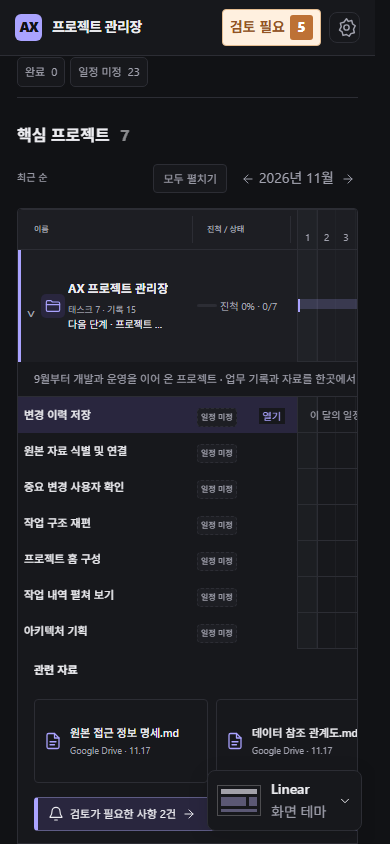 AX 프로젝트 관리장 검토 필요 5
완료 0 일정 미정 23
핵심 프로젝트 7
최근 순 모두 펼치기 ← 2026년 11월 →
이름 진척 / 상태 1 2 3
AX 프로젝트 관리장
태스크 7 · 기록 15
다음 단계 · 프로젝트 ...
진척 0% · 0/7
9월부터 개발과 운영을 이어 온 프로젝트 · 업무 기록과 자료를 한곳에서
변경 이력 저장 일정 미정 열기 이 달의 일정
원본 자료 식별 및 연결 일정 미정
중요 변경 사용자 확인 일정 미정
작업 구조 재편 일정 미정
프로젝트 홈 구성 일정 미정
작업 내역 펼쳐 보기 일정 미정
아키텍처 기획 일정 미정
관련 자료
원본 접근 정보 명세.md
Google Drive · 11.17
데이터 참조 관계도.md
Google Drive · 11.17
검토가 필요한 사항 2건 →
Linear
화면 테마